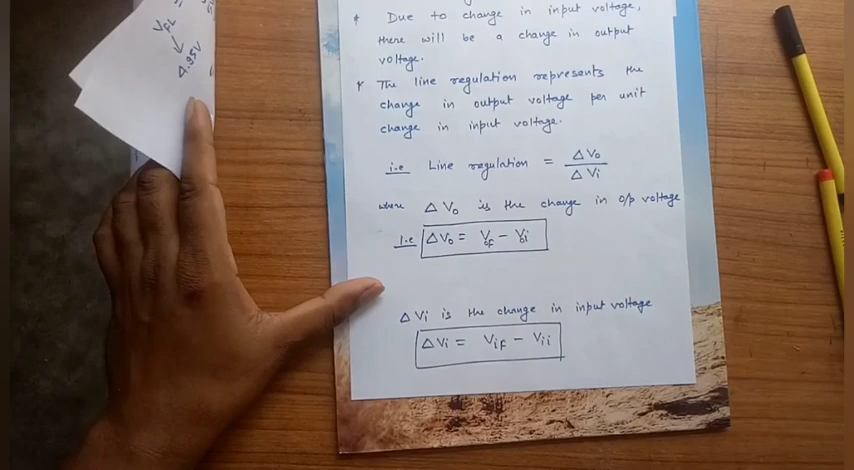 VFL
↓
4.95V
* Due to change in input voltage,
there will be a change in output
voltage.
* The line regulation represents the
change in output voltage per unit
change in input voltage.
i.e Line regulation = ΔVo / ΔVi
where ΔVo is the change in o/p voltage
i.e ΔVo = Vof - Voi
ΔVi is the change in input voltage
ΔVi = Vif - Vii